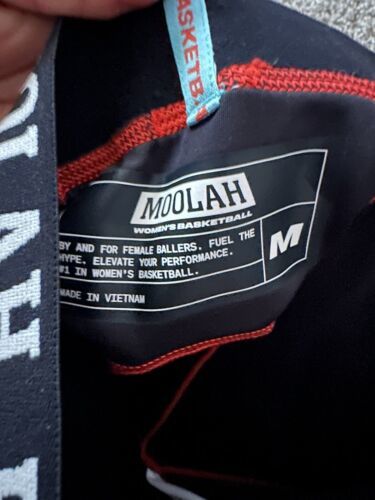 BASKETB
MOOLAH
WOMEN'S BASKETBALL
BY AND FOR FEMALE BALLERS. FUEL THE
HYPE. ELEVATE YOUR PERFORMANCE.
#1 IN WOMEN'S BASKETBALL.
MADE IN VIETNAM
M